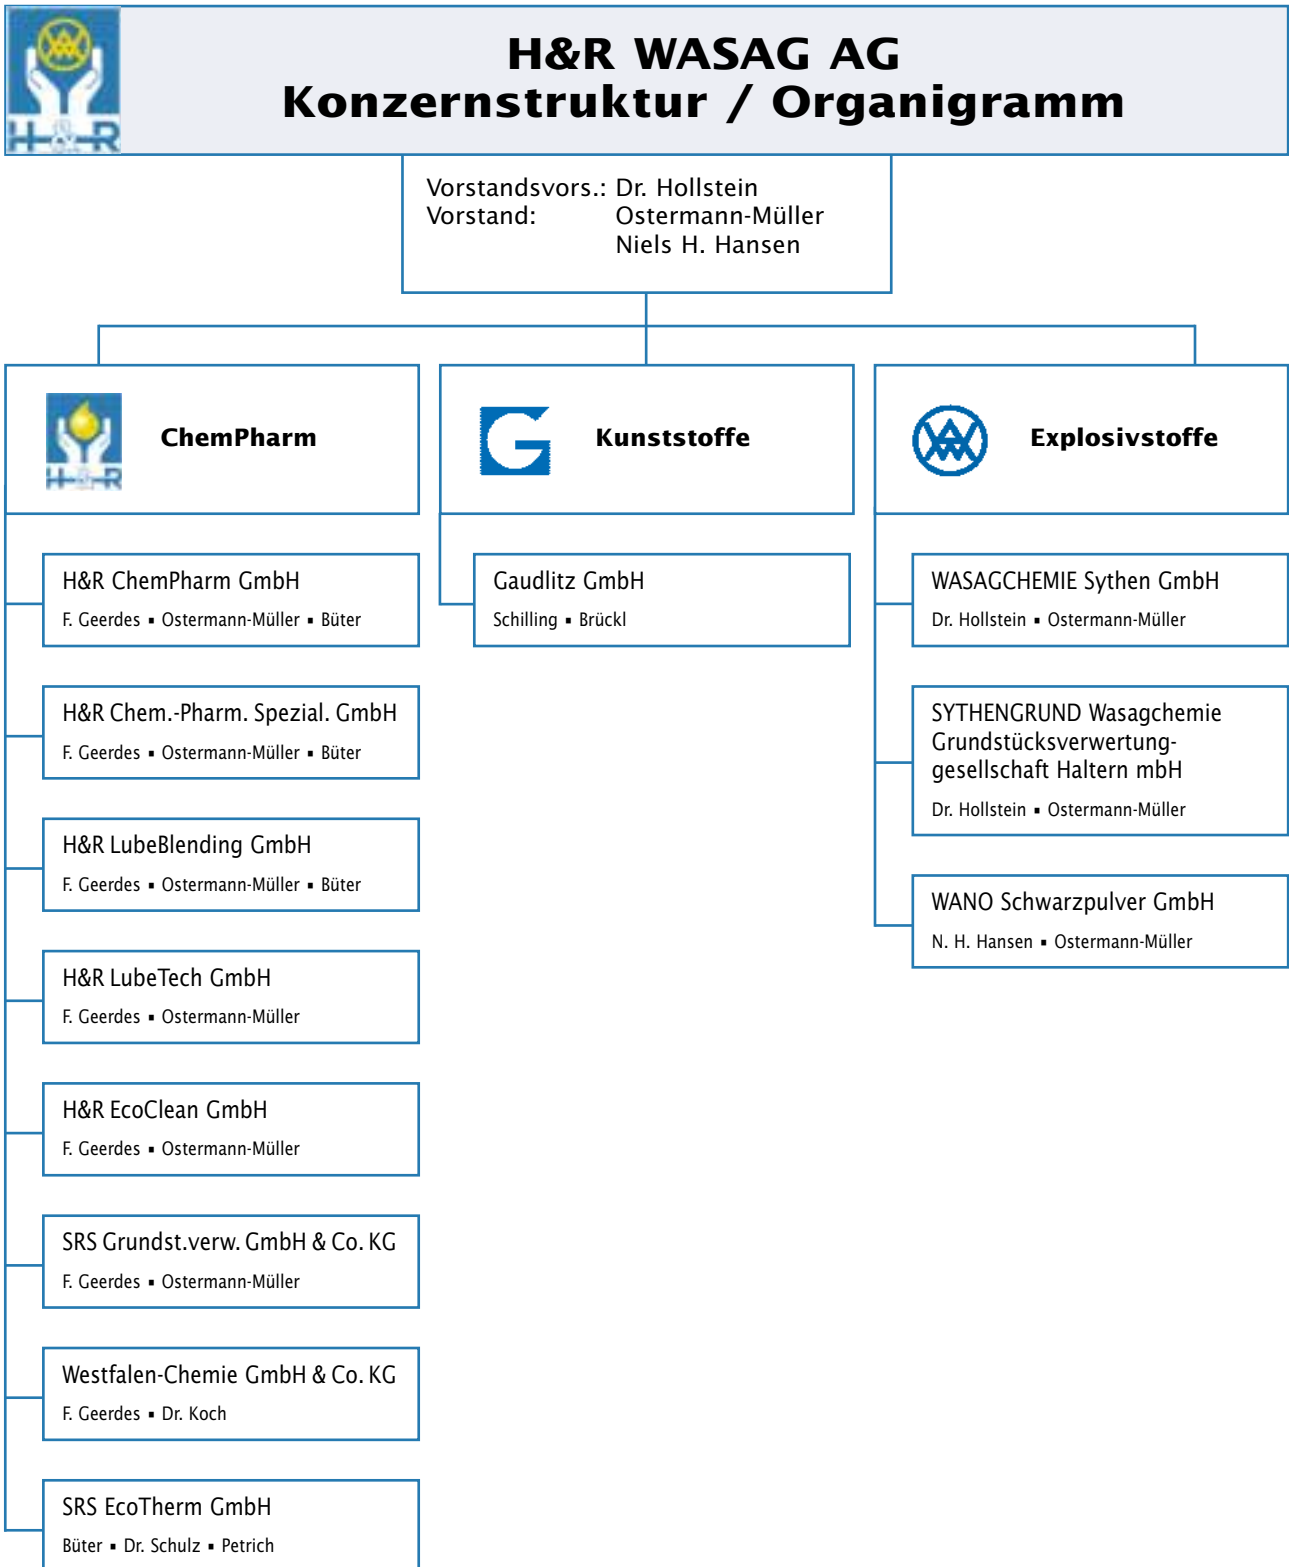 H&R WASAG AG
Konzernstruktur / Organigramm
H & R
Vorstandsvors.: Dr. Hollstein
Vorstand: Ostermann-Müller
Niels H. Hansen
H & R
ChemPharm
H&R ChemPharm GmbH
F. Geerdes ▪ Ostermann-Müller ▪ Büter
H&R Chem.-Pharm. Spezial. GmbH
F. Geerdes ▪ Ostermann-Müller ▪ Büter
H&R LubeBlending GmbH
F. Geerdes ▪ Ostermann-Müller ▪ Büter
H&R LubeTech GmbH
F. Geerdes ▪ Ostermann-Müller
H&R EcoClean GmbH
F. Geerdes ▪ Ostermann-Müller
SRS Grundst.verw. GmbH & Co. KG
F. Geerdes ▪ Ostermann-Müller
Westfalen-Chemie GmbH & Co. KG
F. Geerdes ▪ Dr. Koch
SRS EcoTherm GmbH
Büter ▪ Dr. Schulz ▪ Petrich
G
Kunststoffe
Gaudlitz GmbH
Schilling ▪ Brückl
Explosivstoffe
WASAGCHEMIE Sythen GmbH
Dr. Hollstein ▪ Ostermann-Müller
SYTHENGRUND Wasagchemie
Grundstücksverwertung-
gesellschaft Haltern mbH
Dr. Hollstein ▪ Ostermann-Müller
WANO Schwarzpulver GmbH
N. H. Hansen ▪ Ostermann-Müller